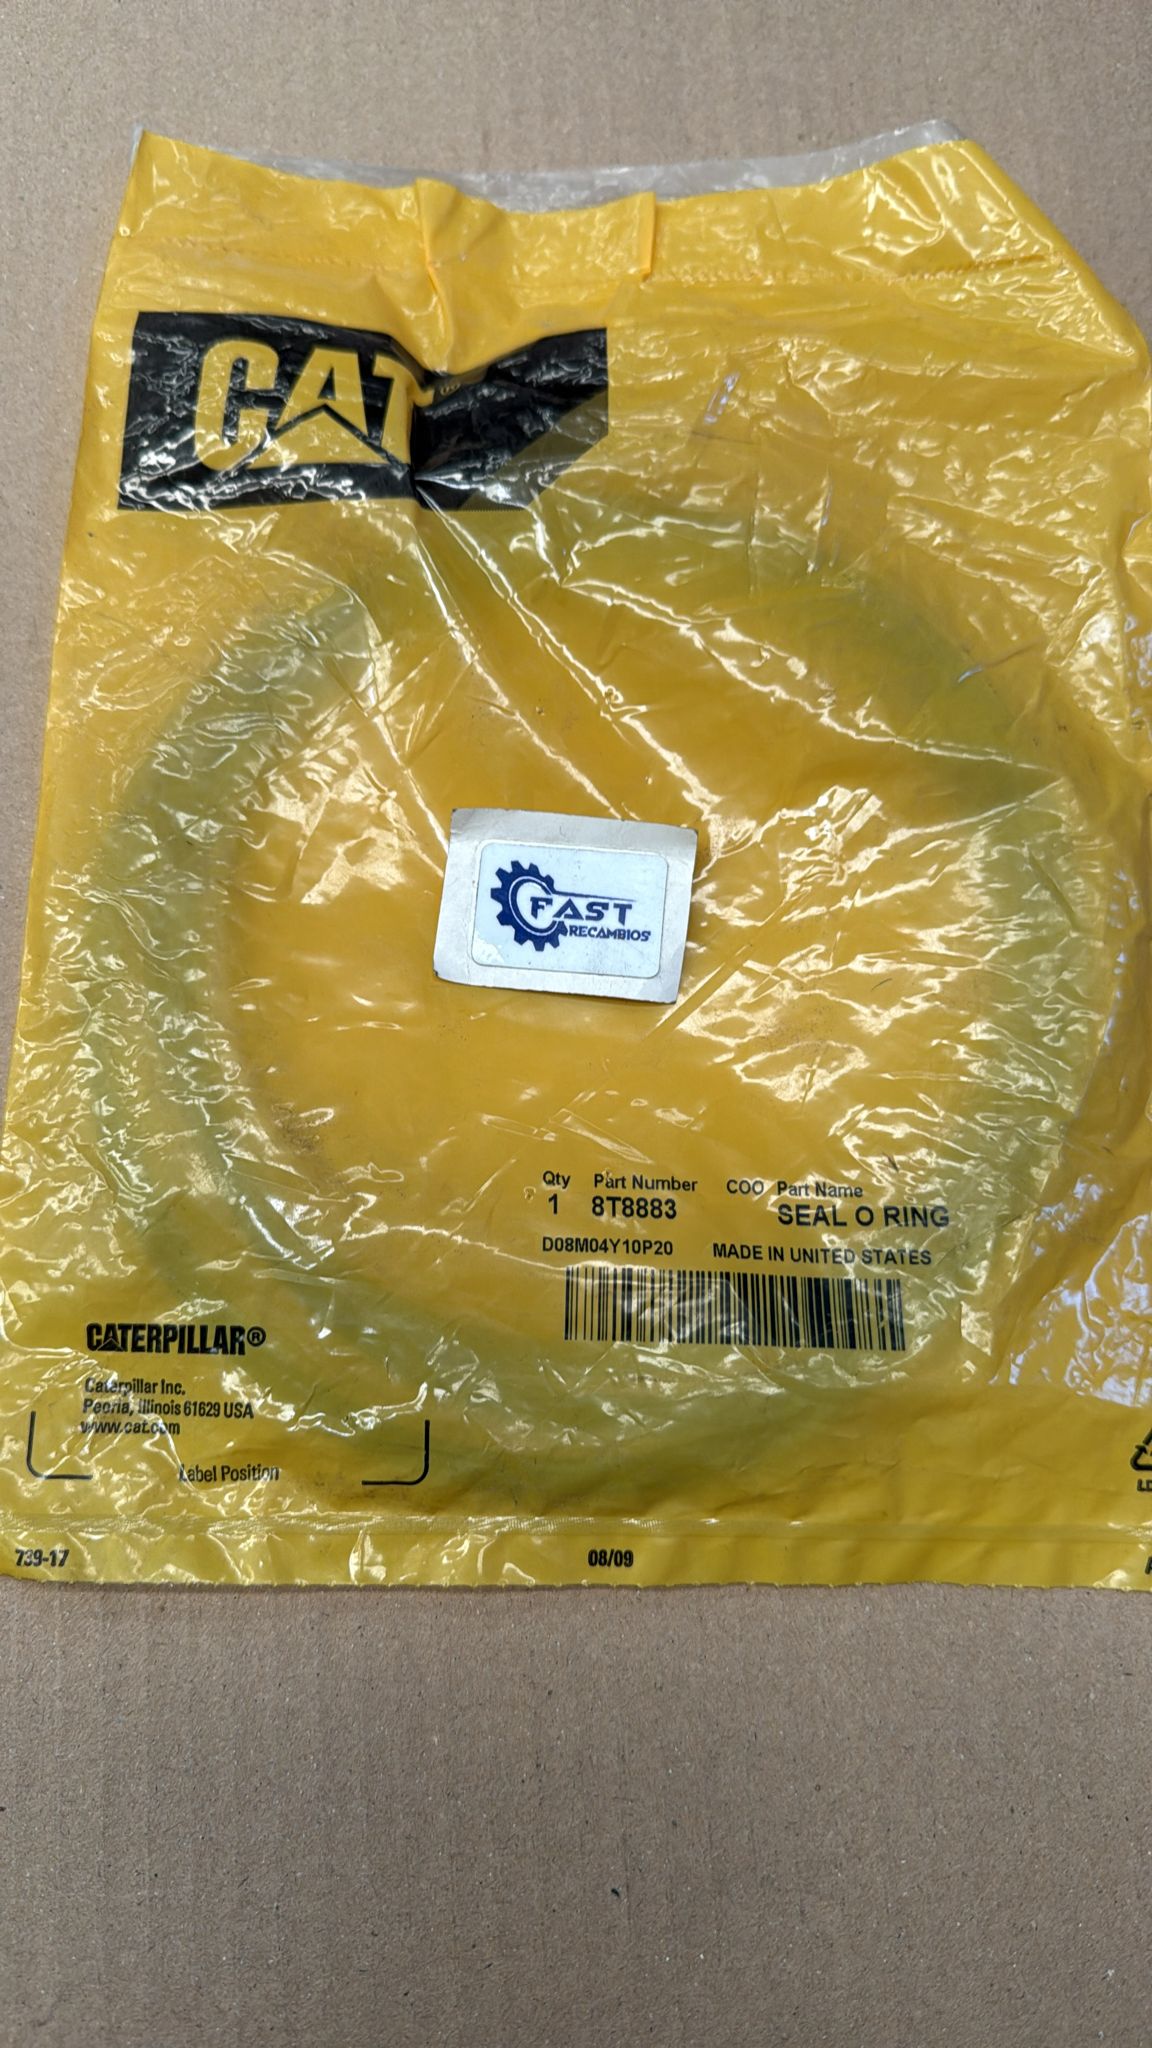 CAT
FAST
RECAMBIOS
Qty Part Number COO Part Name
1 8T8883 SEAL O RING
D08M04Y10P20 MADE IN UNITED STATES
CATERPILLAR®
Caterpillar Inc.
Peoria, Illinois 61629 USA
www.cat.com
Label Position
739-17 08/09